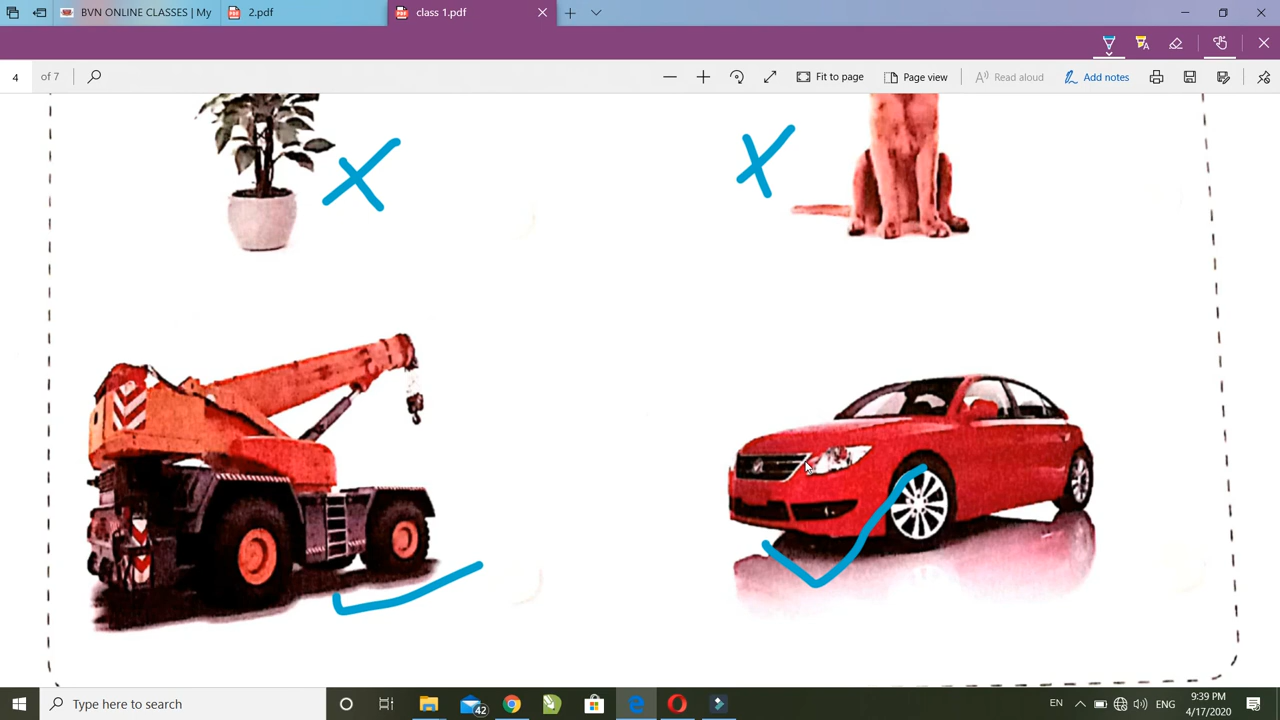 BVN ONLINE CLASSES | My
2.pdf
class 1.pdf
4 of 7
Fit to page
Page view
Read aloud
Add notes
Type here to search
42
EN
ENG
9:39 PM
4/17/2020